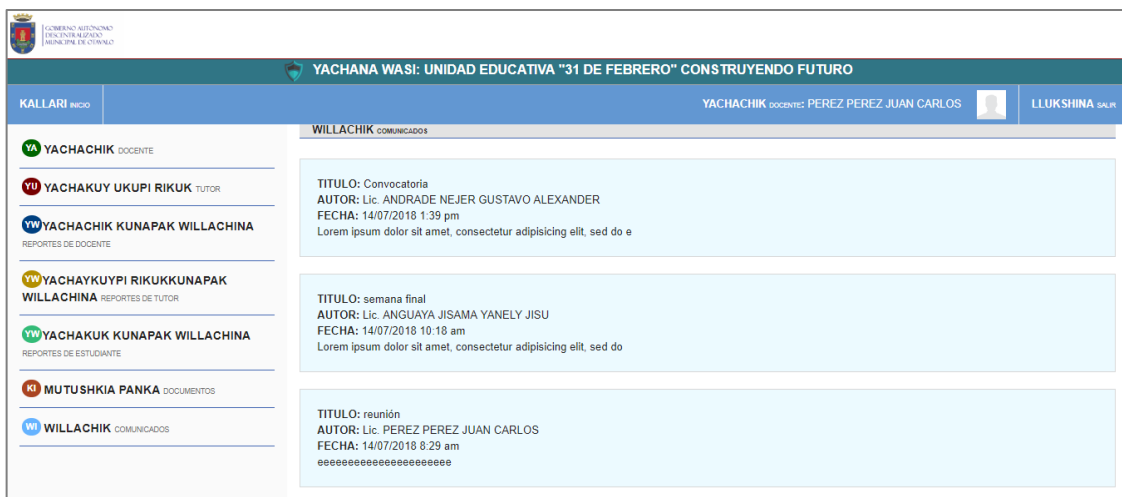 GOBIERNO AUTÓNOMO
DESCENTRALIZADO
MUNICIPAL DE OTAVALO
YACHANA WASI: UNIDAD EDUCATIVA "31 DE FEBRERO" CONSTRUYENDO FUTURO
KALLARI INICIO
YACHACHIK DOCENTE: PEREZ PEREZ JUAN CARLOS
LLUKSHINA SALIR
YA YACHACHIK DOCENTE
YU YACHAKUY UKUPI RIKUK TUTOR
YW YACHACHIK KUNAPAK WILLACHINA
REPORTES DE DOCENTE
YW YACHAYKUYPI RIKUKKUNAPAK
WILLACHINA REPORTES DE TUTOR
YW YACHAKUK KUNAPAK WILLACHINA
REPORTES DE ESTUDIANTE
KI MUTUSHKIA PANKA DOCUMENTOS
WI WILLACHIK COMUNICADOS
WILLACHIK COMUNICADOS
TITULO: Convocatoria
AUTOR: Lic. ANDRADE NEJER GUSTAVO ALEXANDER
FECHA: 14/07/2018 1:39 pm
Lorem ipsum dolor sit amet, consectetur adipisicing elit, sed do e
TITULO: semana final
AUTOR: Lic. ANGUAYA JISAMA YANELY JISU
FECHA: 14/07/2018 10:18 am
Lorem ipsum dolor sit amet, consectetur adipisicing elit, sed do
TITULO: reunión
AUTOR: Lic. PEREZ PEREZ JUAN CARLOS
FECHA: 14/07/2018 8:29 am
eeeeeeeeeeeeeeeeeeeeee